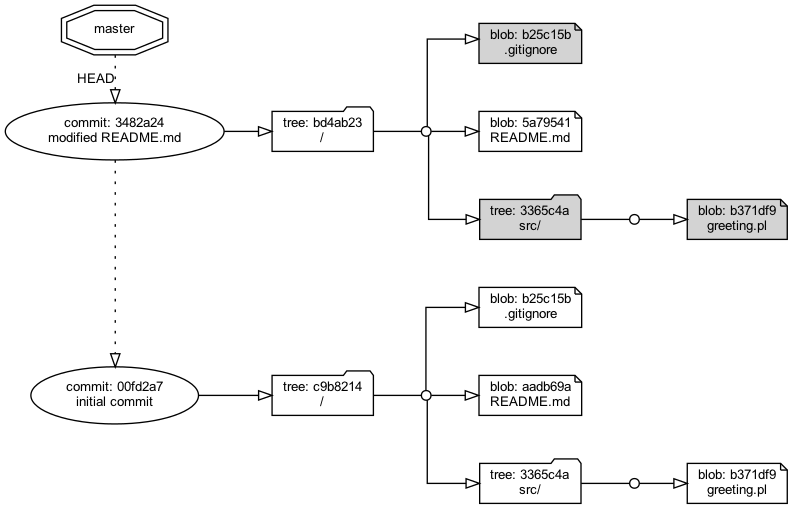 master
HEAD
commit: 3482a24
modified README.md
tree: bd4ab23
/
blob: b25c15b
.gitignore
blob: 5a79541
README.md
tree: 3365c4a
src/
blob: b371df9
greeting.pl
commit: 00fd2a7
initial commit
tree: c9b8214
/
blob: b25c15b
.gitignore
blob: aadb69a
README.md
tree: 3365c4a
src/
blob: b371df9
greeting.pl